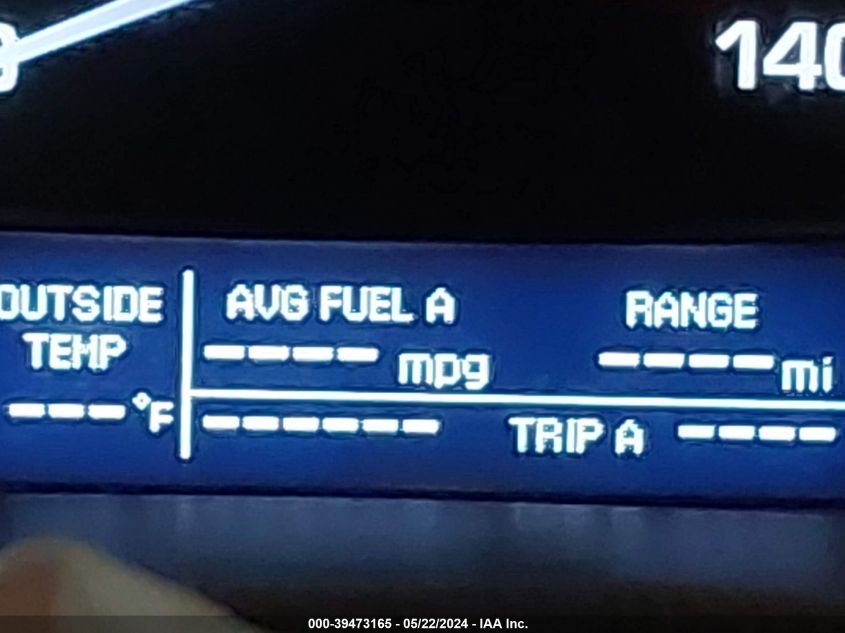 140
OUTSIDE
TEMP
---°F
AVG FUEL A
---- mpg
RANGE
----mi
------ TRIP A ----
000-39473165 - 05/22/2024 - IAA Inc.